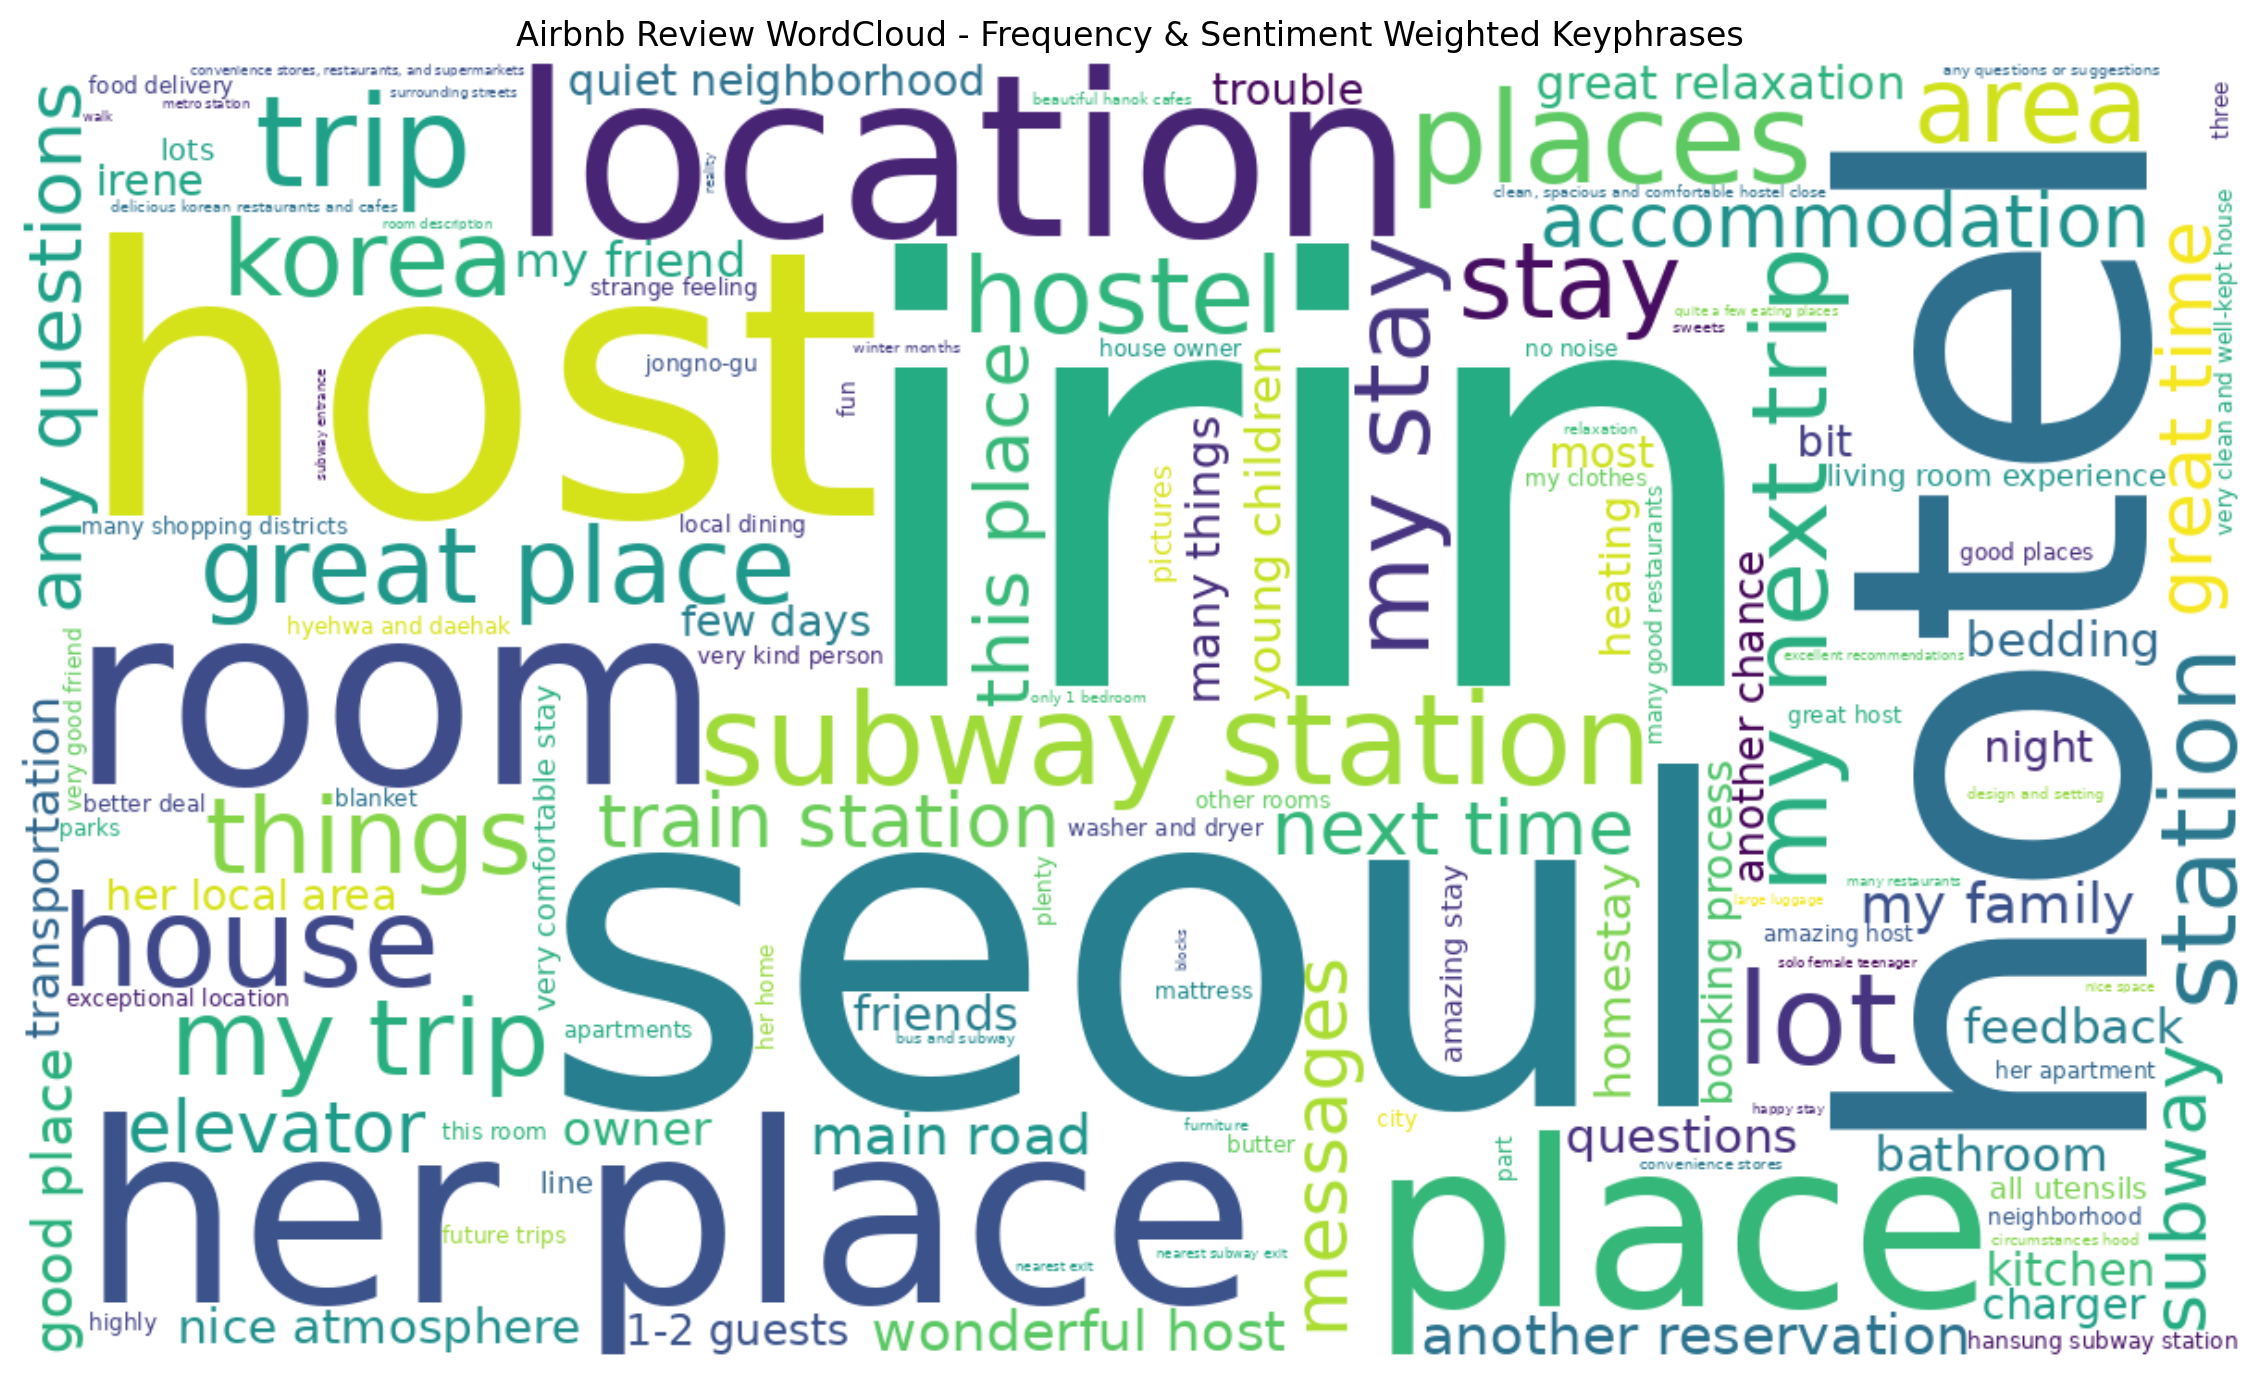 Airbnb Review WordCloud - Frequency & Sentiment Weighted Keyphrases
convenience stores, restaurants, and supermarkets
food delivery
metro station
walk
surrounding streets
quiet neighborhood
beautiful hanok cafes
trouble
great relaxation
any questions or suggestions
area
three
any questions
trip
location
places
lots
irene
reality
delicious korean restaurants and cafes
clean, spacious and comfortable hostel close
accommodation
room description
korea
my friend
strange feeling
hostel
my stay
stay
quite a few eating places
sweets
very clean and well-kept house
great time
host
irin
hotel
winter months
house owner
no noise
jongno-gu
fun
subway entrance
this place
young children
many things
pictures
relaxation
most
my clothes
heating
many good restaurants
my next trip
bit
living room experience
many shopping districts
local dining
great place
good places
another chance
hyehwa and daehak
few days
very kind person
bedding
excellent recommendations
very good friend
room
only 1 bedroom
subway station
great host
night
design and setting
transportation
better deal
blanket
parks
things
very comfortable stay
train station
other rooms
washer and dryer
next time
booking process
subway station
her local area
house
seoul
plenty
amazing stay
homestay
many restaurants
large luggage
my family
amazing host
solo female teenager
exceptional location
her home
blocks
mattress
friends
bus and subway
apartments
my trip
messages
lot
nice space
feedback
her apartment
good place
elevator
this room
owner
main road
furniture
butter
city
happy stay
questions
convenience stores
part
bathroom
her place
line
place
all utensils
neighborhood
circumstances hood
future trips
nearest exit
nearest subway exit
kitchen
charger
highly
nice atmosphere
1-2 guests
wonderful host
another reservation
hansung subway station